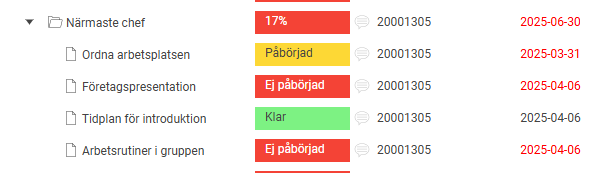 Närmaste chef 17% 20001305 2025-06-30
Ordna arbetsplatsen Påbörjad 20001305 2025-03-31
Företagspresentation Ej påbörjad 20001305 2025-04-06
Tidplan för introduktion Klar 20001305 2025-04-06
Arbetsrutiner i gruppen Ej påbörjad 20001305 2025-04-06